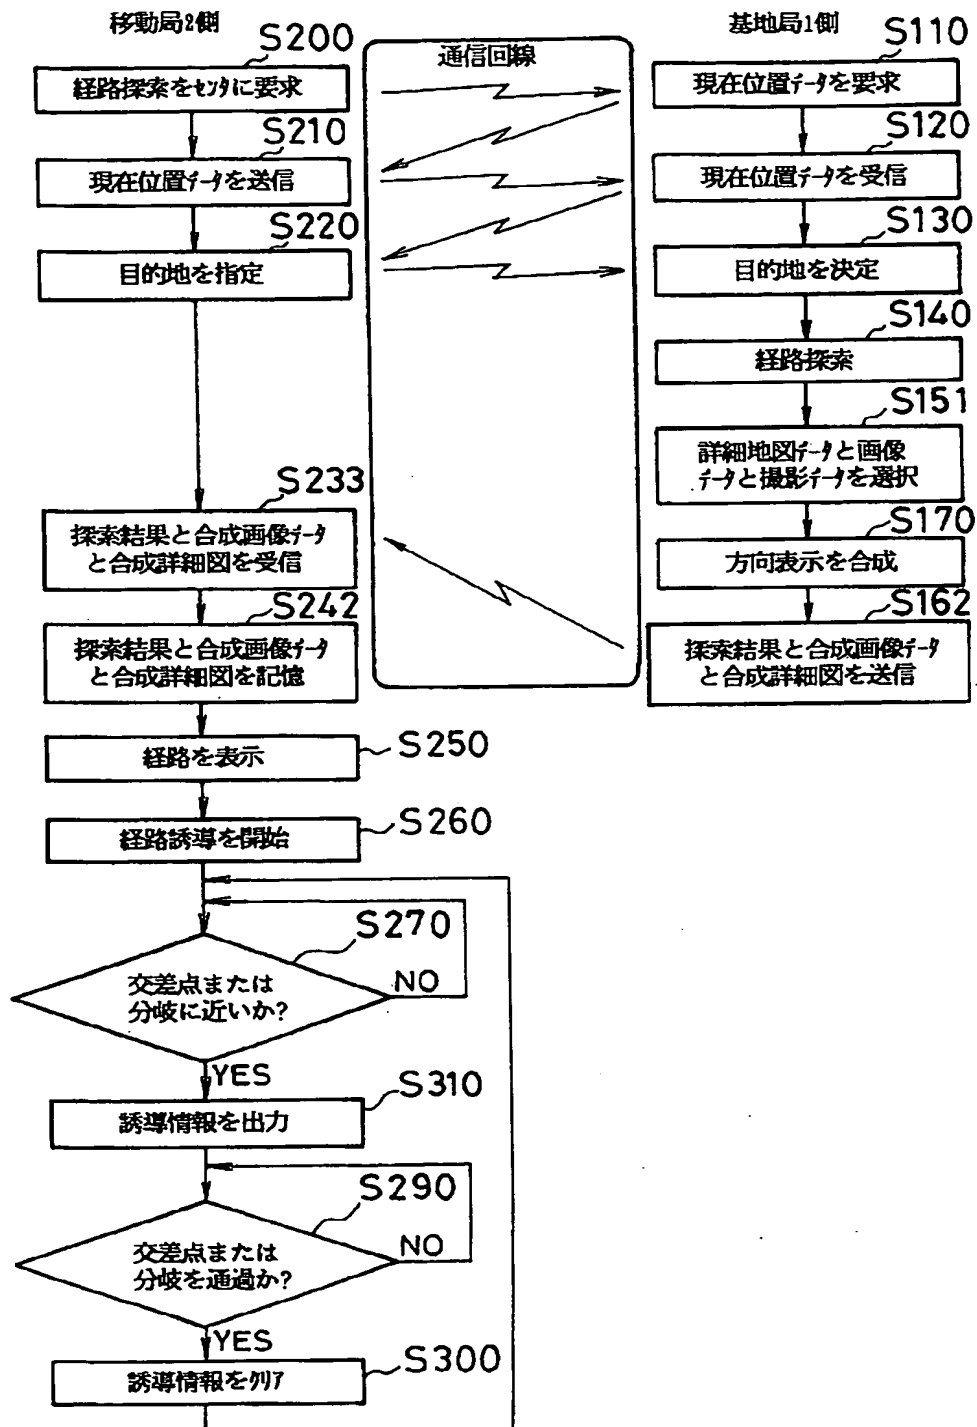 移動局2側
S200
経路探索をｾﾝﾀに要求
S210
現在位置ﾃﾞｰﾀを送信
S220
目的地を指定
S233
探索結果と合成画像ﾃﾞｰﾀ
と合成詳細図を受信
S242
探索結果と合成画像ﾃﾞｰﾀ
と合成詳細図を記憶
経路を表示
S250
経路誘導を開始
S260
S270
交差点または
分岐に近いか?
NO
YES
S310
誘導情報を出力
S290
交差点または
分岐を通過か?
NO
YES
S300
誘導情報をｸﾘｱ
通信回線
基地局1側
S110
現在位置ﾃﾞｰﾀを要求
S120
現在位置ﾃﾞｰﾀを受信
S130
目的地を決定
S140
経路探索
S151
詳細地図ﾃﾞｰﾀと画像
ﾃﾞｰﾀと撮影ﾃﾞｰﾀを選択
S170
方向表示を合成
S162
探索結果と合成画像ﾃﾞｰﾀ
と合成詳細図を送信